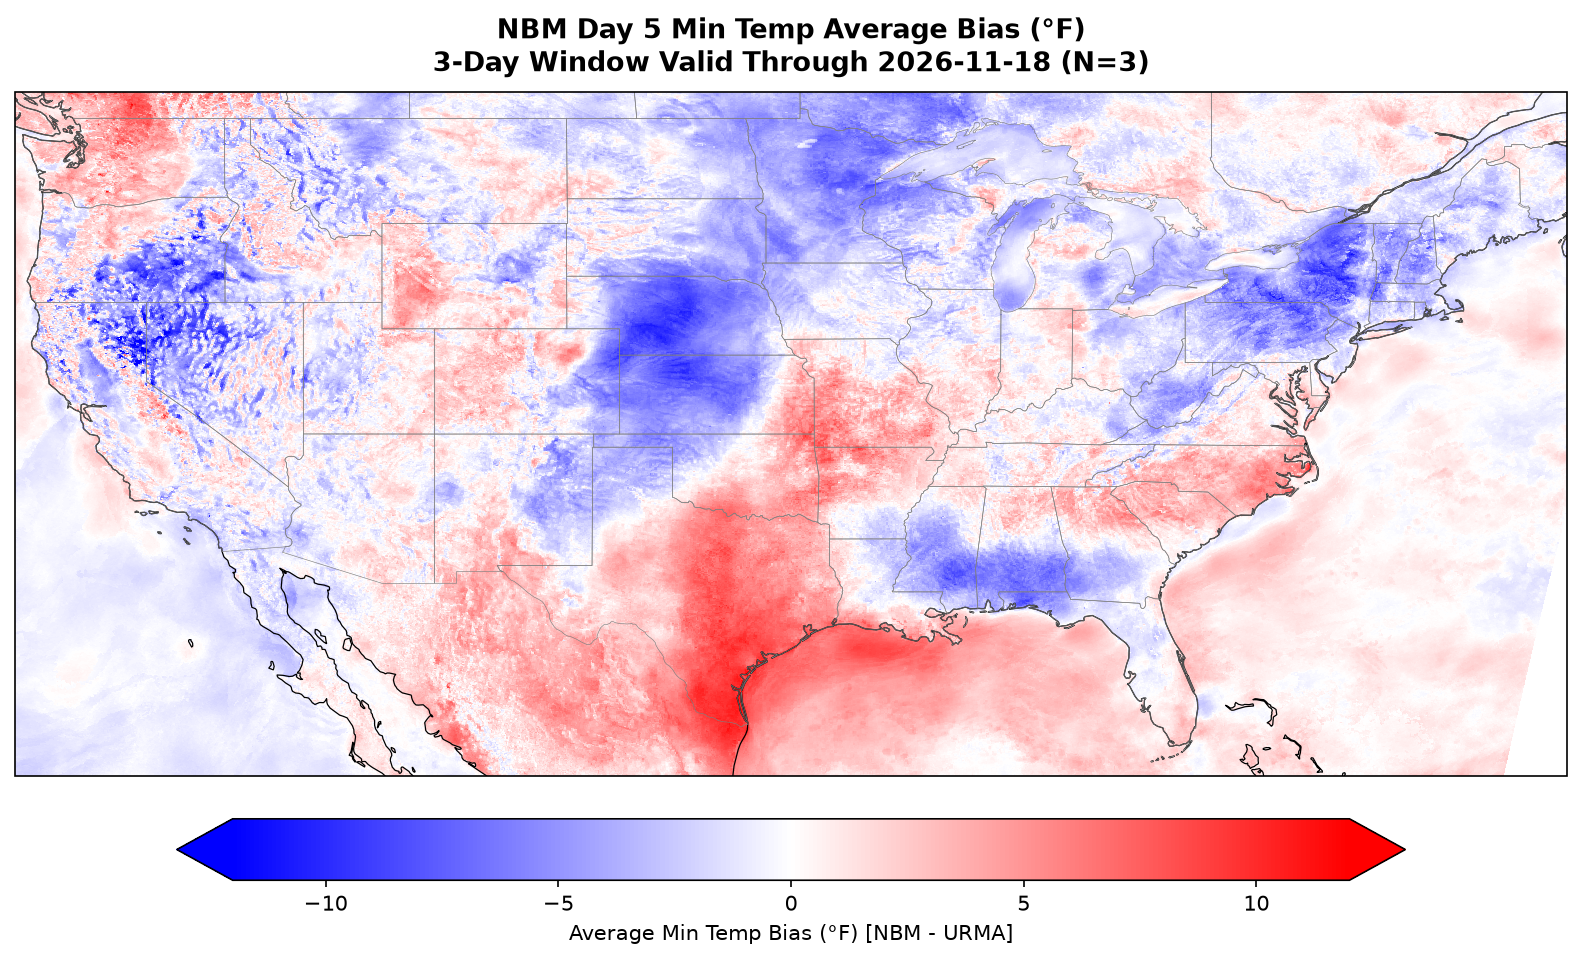 NBM Day 5 Min Temp Average Bias (°F)
3-Day Window Valid Through 2026-11-18 (N=3)
−10 −5 0 5 10
Average Min Temp Bias (°F) [NBM - URMA]